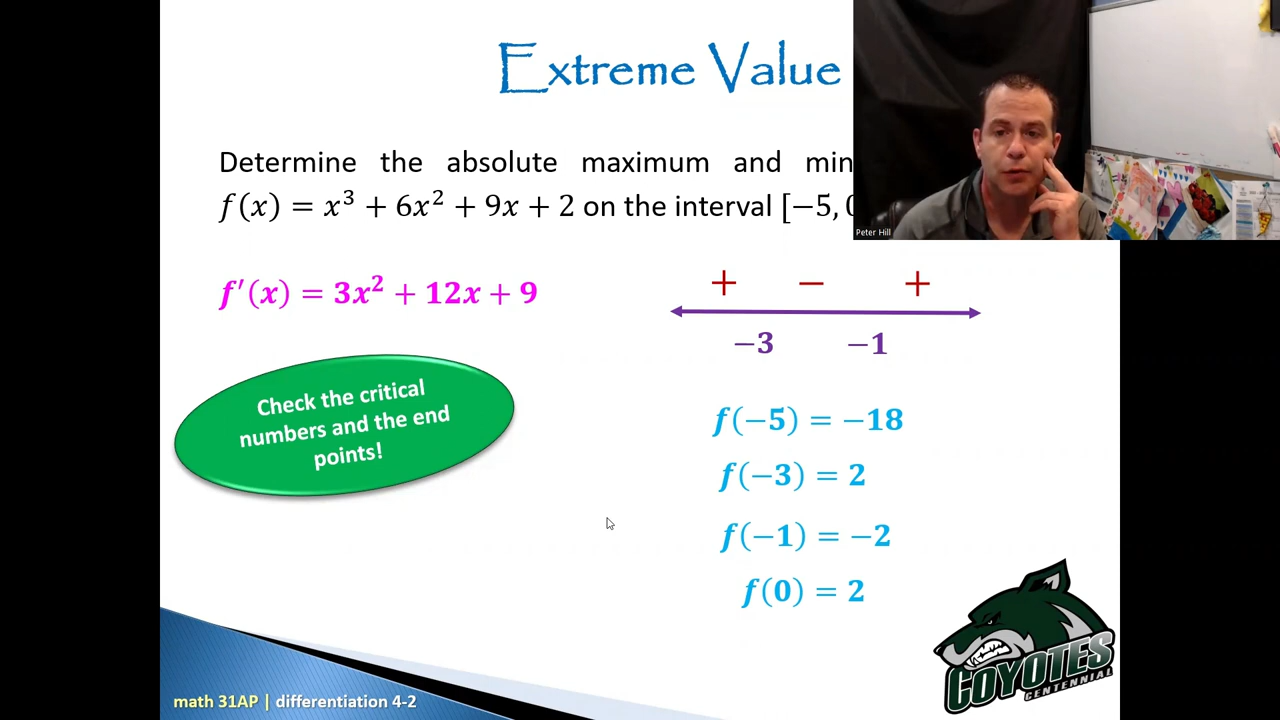 Extreme Value
Determine the absolute maximum and min
f(x) = x³ + 6x² + 9x + 2 on the interval [−5, 0
Peter Hill
f′(x) = 3x² + 12x + 9
+ − +
−3 −1
Check the critical
numbers and the end
points!
f(−5) = −18
f(−3) = 2
f(−1) = −2
f(0) = 2
COYOTES
CENTENNIAL
math 31AP | differentiation 4-2